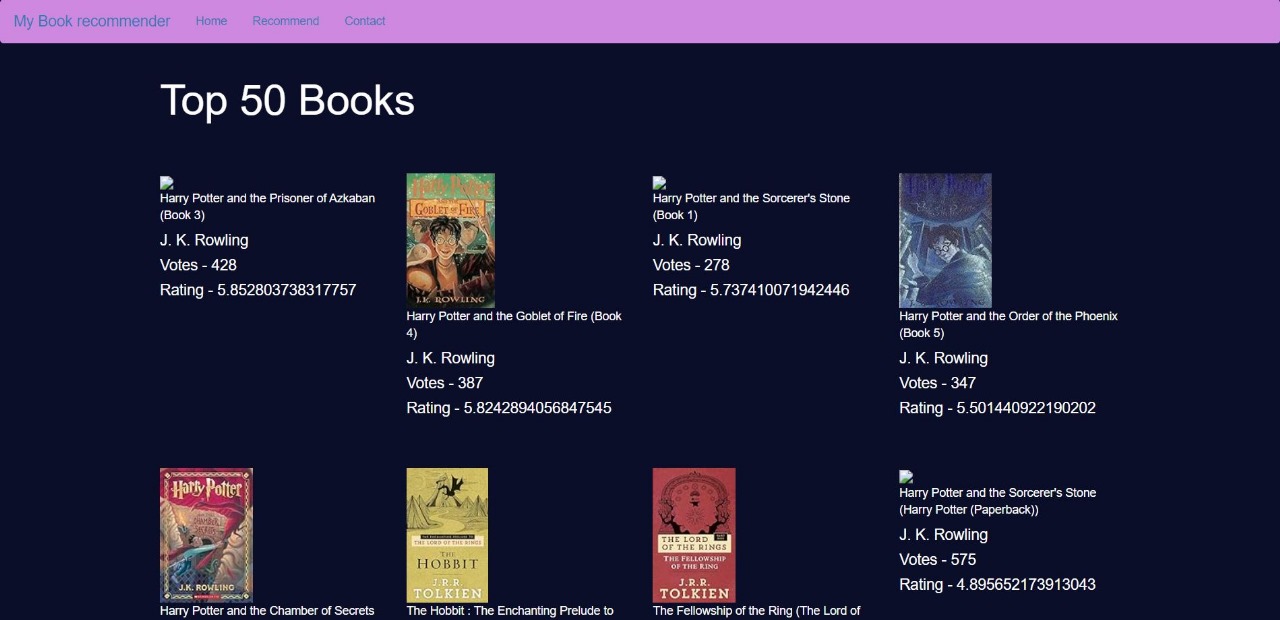 My Book recommender Home Recommend Contact
Top 50 Books
Harry Potter and the Prisoner of Azkaban
(Book 3)
J. K. Rowling
Votes - 428
Rating - 5.852803738317757
Harry Potter
GOBLET OF FIRE
J.K. ROWLING
Harry Potter and the Goblet of Fire (Book
4)
J. K. Rowling
Votes - 387
Rating - 5.8242894056847545
Harry Potter and the Sorcerer's Stone
(Book 1)
J. K. Rowling
Votes - 278
Rating - 5.737410071942446
Harry Potter
Harry Potter and the Order of the Phoenix
(Book 5)
J. K. Rowling
Votes - 347
Rating - 5.501440922190202
Harry Potter
CHAMBER OF SECRETS
J.K. ROWLING
Harry Potter and the Chamber of Secrets
THE LORD OF THE RINGS
THE
HOBBIT
J.R.R.
TOLKIEN
The Hobbit : The Enchanting Prelude to
THE LORD
OF THE RINGS
THE FELLOWSHIP
OF THE RING
J.R.R.
TOLKIEN
The Fellowship of the Ring (The Lord of
Harry Potter and the Sorcerer's Stone
(Harry Potter (Paperback))
J. K. Rowling
Votes - 575
Rating - 4.895652173913043